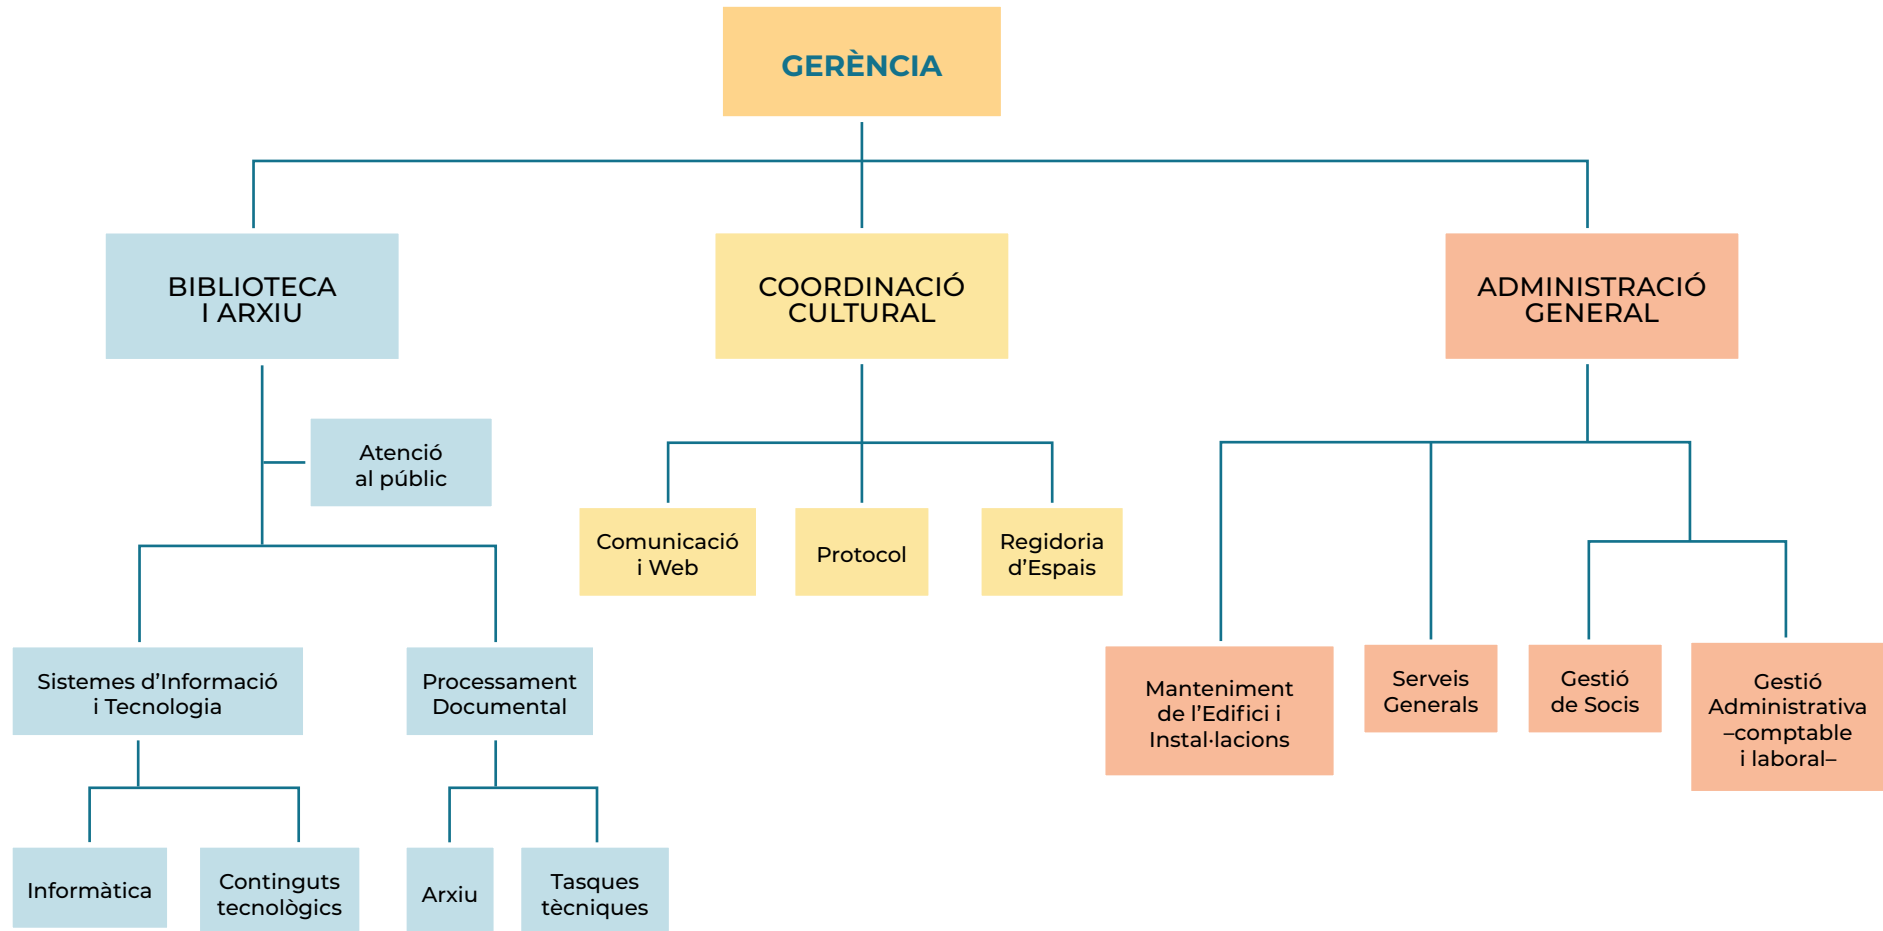 GERÈNCIA
BIBLIOTECA
I ARXIU
COORDINACIÓ
CULTURAL
ADMINISTRACIÓ
GENERAL
Atenció
al públic
Comunicació
i Web
Protocol
Regidoria
d’Espais
Sistemes d’Informació
i Tecnologia
Processament
Documental
Manteniment
de l’Edifici i
Instal·lacions
Serveis
Generals
Gestió
de Socis
Gestió
Administrativa
–comptable
i laboral–
Informàtica
Continguts
tecnològics
Arxiu
Tasques
tècniques